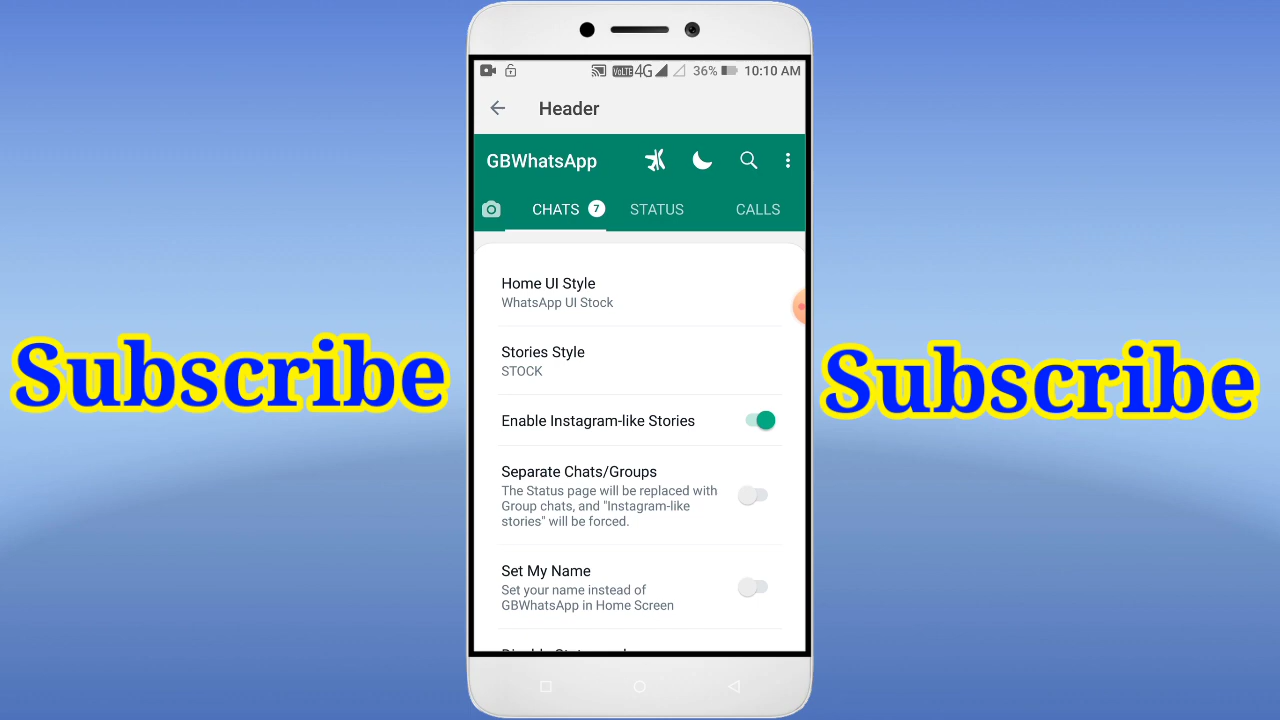 VoLTE 4G 36% 10:10 AM
Header
GBWhatsApp
CHATS 7 STATUS CALLS
Home UI Style
WhatsApp UI Stock
Stories Style
STOCK
Enable Instagram-like Stories
Separate Chats/Groups
The Status page will be replaced with
Group chats, and "Instagram-like
stories" will be forced.
Set My Name
Set your name instead of
GBWhatsApp in Home Screen
Subscribe
Subscribe